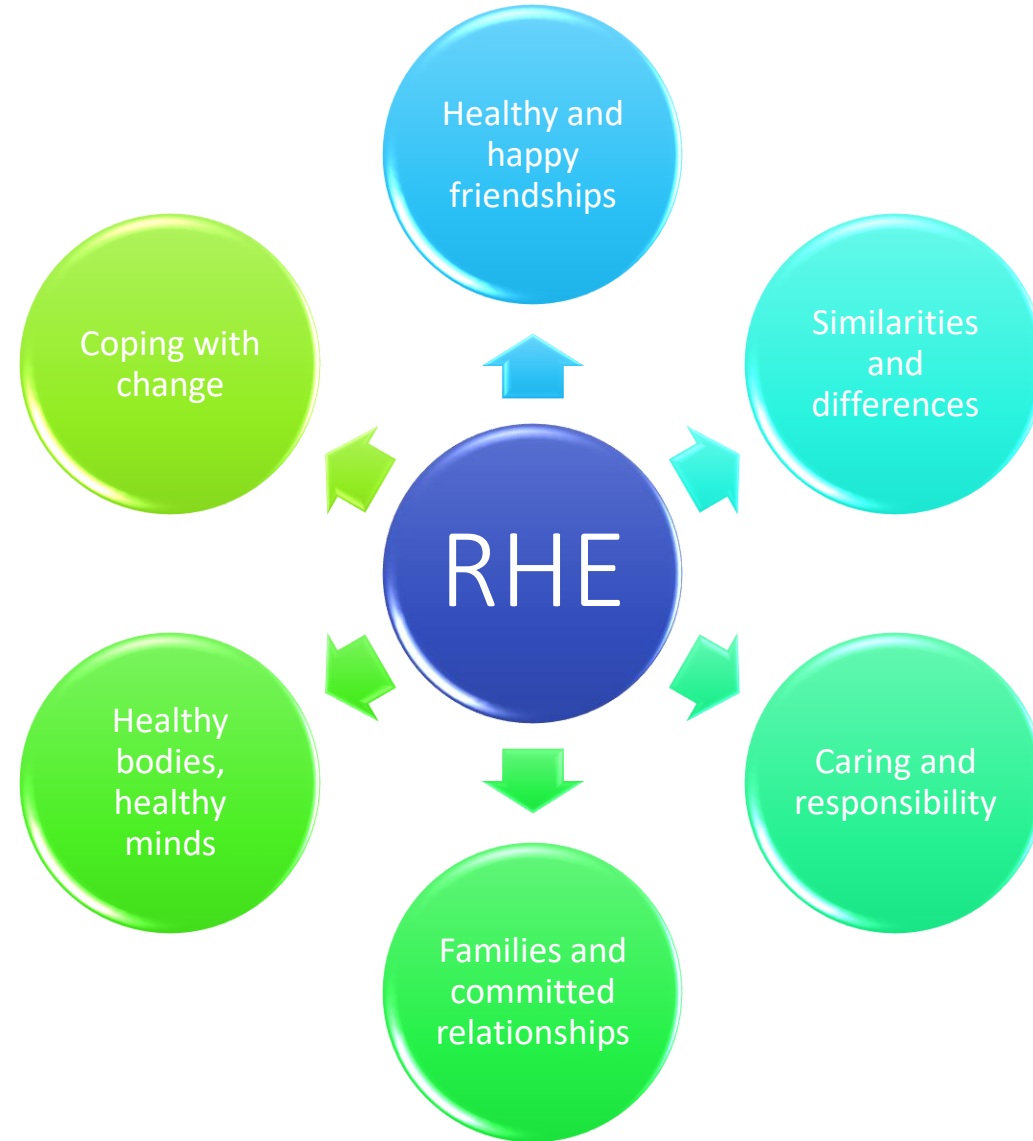 Healthy and
happy
friendships
Coping with
change
Similarities
and
differences
RHE
Healthy
bodies,
healthy
minds
Caring and
responsibility
Families and
committed
relationships